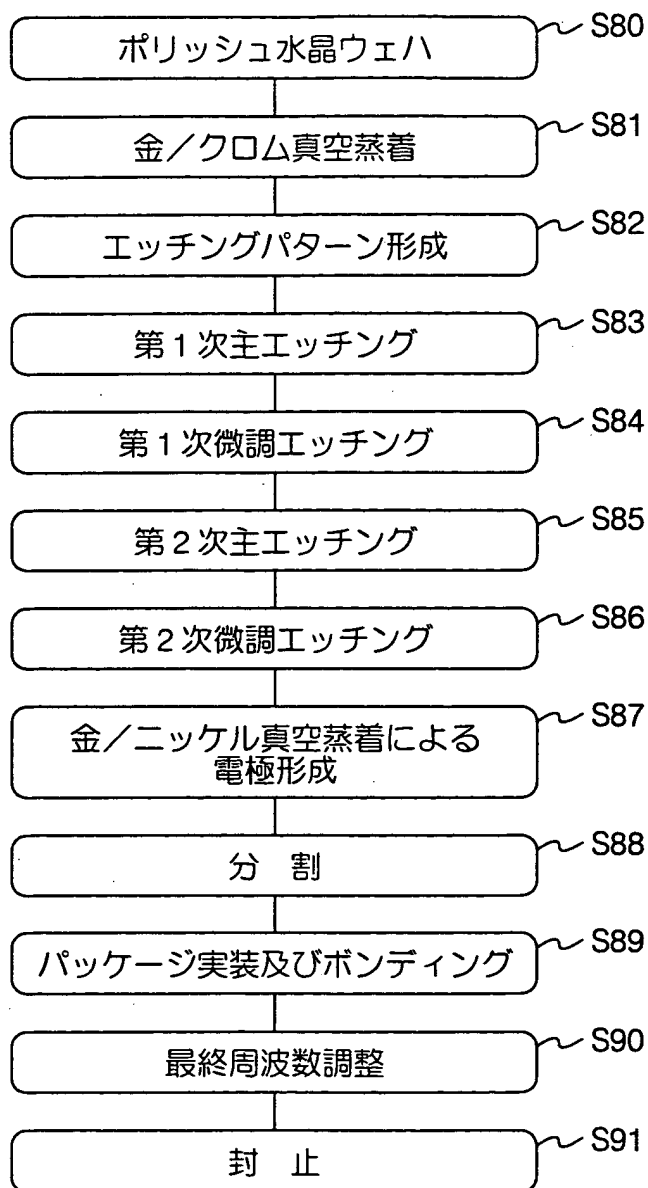 ポリッシュ水晶ウェハ
S80
金／クロム真空蒸着
S81
エッチングパターン形成
S82
第１次主エッチング
S83
第１次微調エッチング
S84
第２次主エッチング
S85
第２次微調エッチング
S86
金／ニッケル真空蒸着による
電極形成
S87
分　割
S88
パッケージ実装及びボンディング
S89
最終周波数調整
S90
封　止
S91